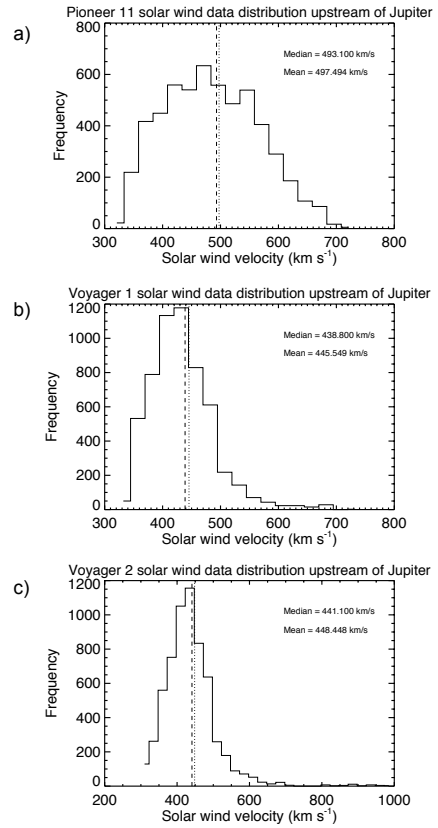 a)
Pioneer 11 solar wind data distribution upstream of Jupiter
800
600
400
200
0
Frequency
Median = 493.100 km/s
Mean = 497.494 km/s
300 400 500 600 700 800
Solar wind velocity (km s⁻¹)
b)
Voyager 1 solar wind data distribution upstream of Jupiter
1200
1000
800
600
400
200
0
Frequency
Median = 438.800 km/s
Mean = 445.549 km/s
300 400 500 600 700 800
Solar wind velocity (km s⁻¹)
c)
Voyager 2 solar wind data distribution upstream of Jupiter
1200
1000
800
600
400
200
0
Frequency
Median = 441.100 km/s
Mean = 448.448 km/s
200 400 600 800 1000
Solar wind velocity (km s⁻¹)